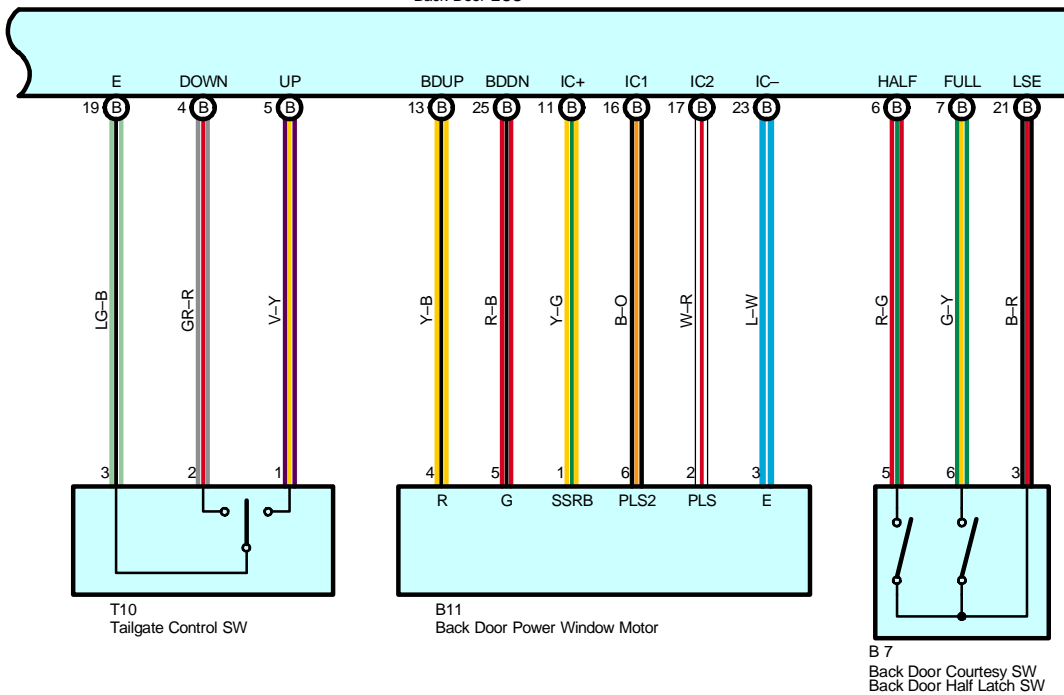 Back Door ECU
E DOWN UP BDUP BDDN IC+ IC1 IC2 IC– HALF FULL LSE
19 B 4 B 5 B 13 B 25 B 11 B 16 B 17 B 23 B 6 B 7 B 21 B
LG–B GR–R V–Y Y–B R–B Y–G B–O W–R L–W R–G G–Y B–R
3 2 1 4 5 1 6 2 3 5 6 3
R G SSRB PLS2 PLS E
T10
Tailgate Control SW
B11
Back Door Power Window Motor
B 7
Back Door Courtesy SW
Back Door Half Latch SW